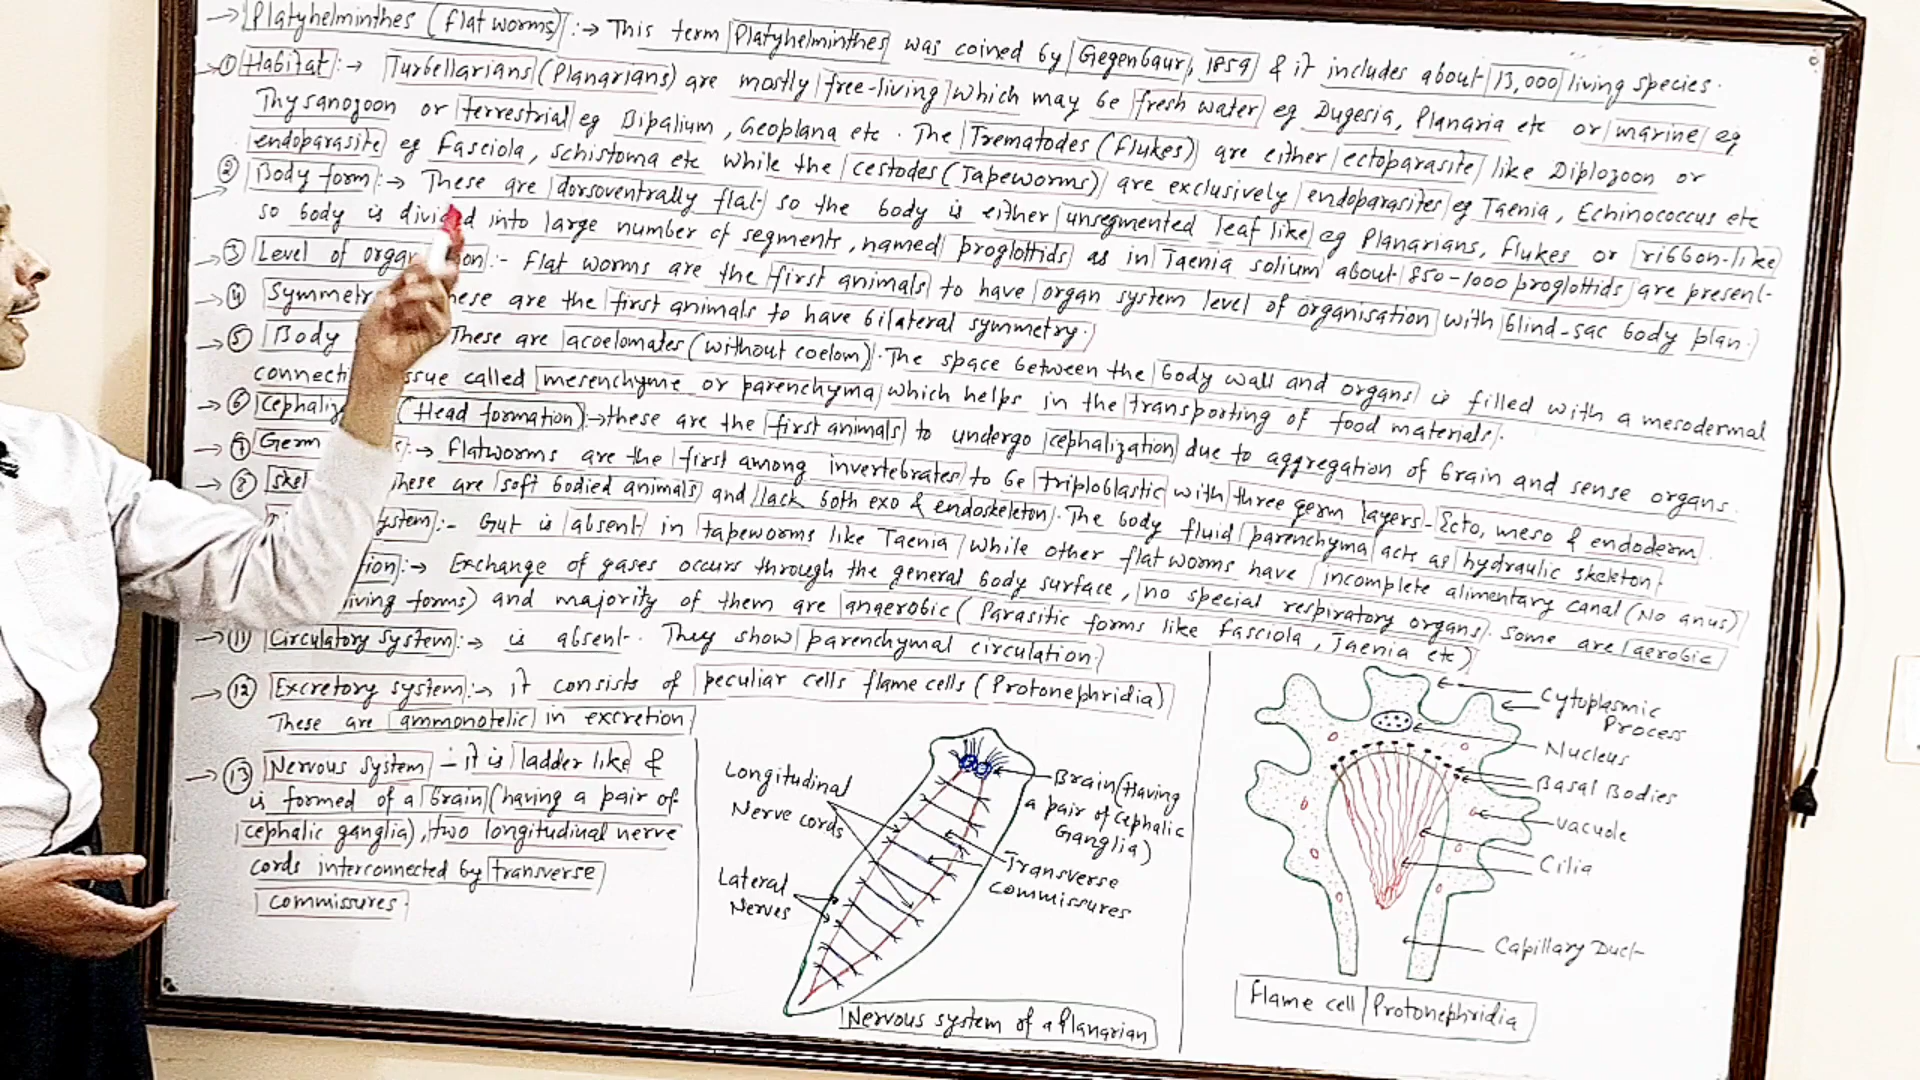 → Platyhelminthes (flat worms) :→ This term Platyhelminthes was coined by Gegenbaur, 1859 & it includes about 13,000 living species.
→ ① Habitat :→ Turbellarians (Planarians) are mostly free-living which may be fresh water eg Dugesia, Planaria etc or marine eg
Thysanozoon or terrestrial eg Bipalium, Geoplana etc. The Trematodes (Flukes) are either ectoparasite like Diplozoon or
endoparasite eg Fasciola, Schistoma etc while the cestodes (Tapeworms) are exclusively endoparasites eg Taenia, Echinococcus etc
→ ② Body form :→ These are dorsoventrally flat so the body is either unsegmented leaf like eg Planarians, Flukes or ribbon-like
so body is divided into large number of segments, named proglottids as in Taenia solium about 850-1000 proglottids are present.
→ ③ Level of organ on :- Flat worms are the first animals to have organ system level of organisation with blind-sac body plan.
→ ④ Symmetr hese are the first animals to have bilateral symmetry.
→ ⑤ Body These are acoelomates (without coelom). The space between the body wall and organs is filled with a mesodermal
connecti ssue called mesenchyme or parenchyma which helps in the transporting of food materials.
→ ⑥ Cephaliz (Head formation) :→ these are the first animals to undergo cephalization due to aggregation of brain and sense organs.
→ ⑦ Germ :→ flatworms are the first among invertebrates to be triploblastic with three germ layers - Ecto, meso & endoderm.
→ ⑧ Skel These are soft bodied animals and lack both exo & endoskeleton. The body fluid parenchyma acts as hydraulic skeleton
ystem :- Gut is absent in tapeworms like Taenia while other flat worms have incomplete alimentary canal (No anus)
tion :→ Exchange of gases occurs through the general body surface, no special respiratory organs. Some are aerobic
living forms) and majority of them are anaerobic (Parasitic forms like Fasciola, Taenia etc)
→ ⑪ Circulatory system :→ is absent. They show parenchymal circulation
→ ⑫ Excretory system :→ it consists of peculiar cells flame cells (Protonephridia)
These are ammonotelic in excretion
→ ⑬ Nervous system - it is ladder like &
is formed of a brain (having a pair of
cephalic ganglia), two longitudinal nerve
cords interconnected by transverse
commissures.
Longitudinal
Nerve cords
Lateral
Nerves
Brain (Having
a pair of cephalic
Ganglia)
Transverse
commissures
Nervous system of a Planarian
Cytoplasmic
Process
Nucleus
Basal Bodies
Vacuole
Cilia
Capillary Duct
Flame cell | Protonephridia